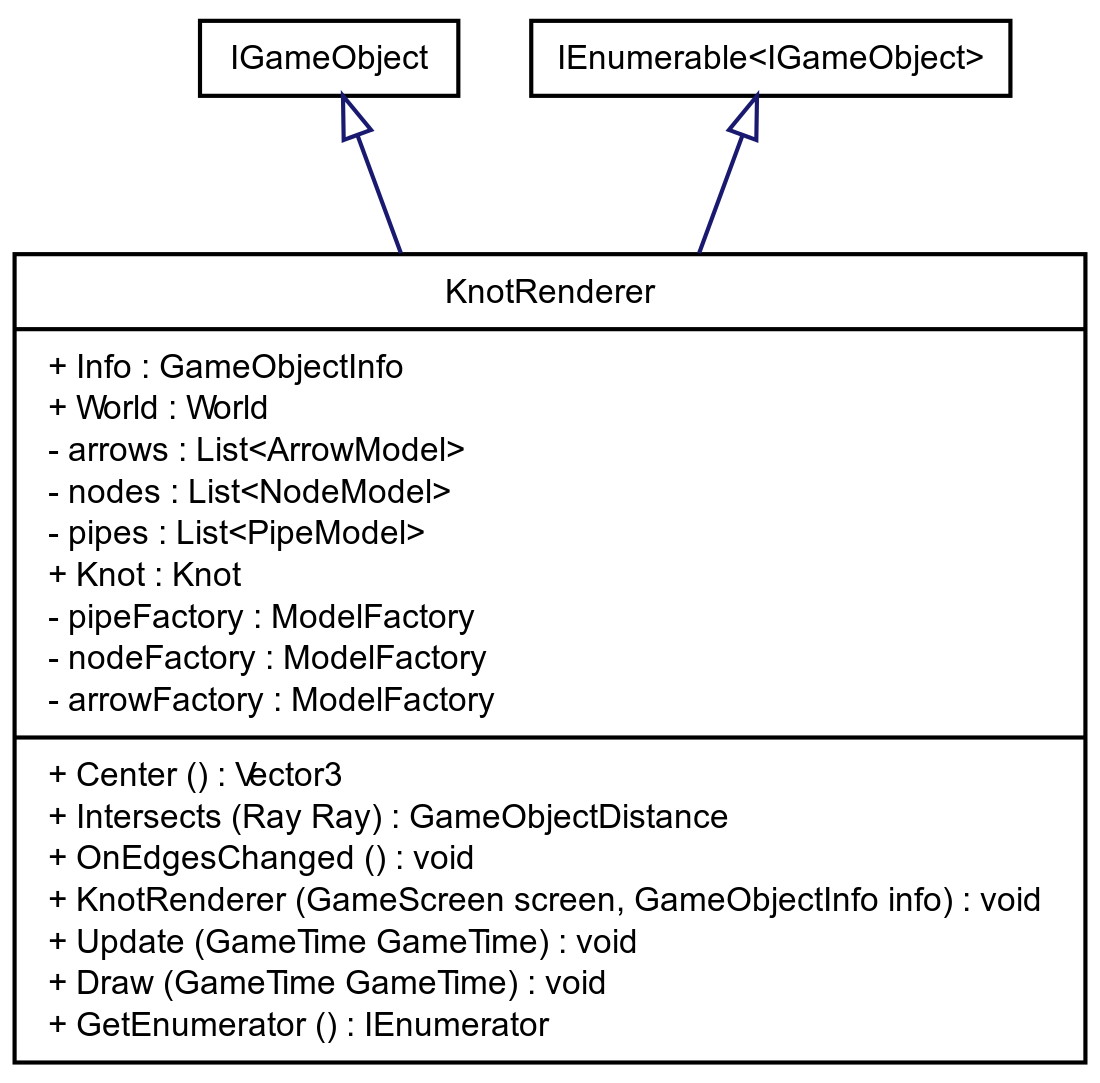 IGameObject
IEnumerable<IGameObject>
KnotRenderer
+ Info : GameObjectInfo
+ World : World
- arrows : List<ArrowModel>
- nodes : List<NodeModel>
- pipes : List<PipeModel>
+ Knot : Knot
- pipeFactory : ModelFactory
- nodeFactory : ModelFactory
- arrowFactory : ModelFactory
+ Center () : Vector3
+ Intersects (Ray Ray) : GameObjectDistance
+ OnEdgesChanged () : void
+ KnotRenderer (GameScreen screen, GameObjectInfo info) : void
+ Update (GameTime GameTime) : void
+ Draw (GameTime GameTime) : void
+ GetEnumerator () : IEnumerator